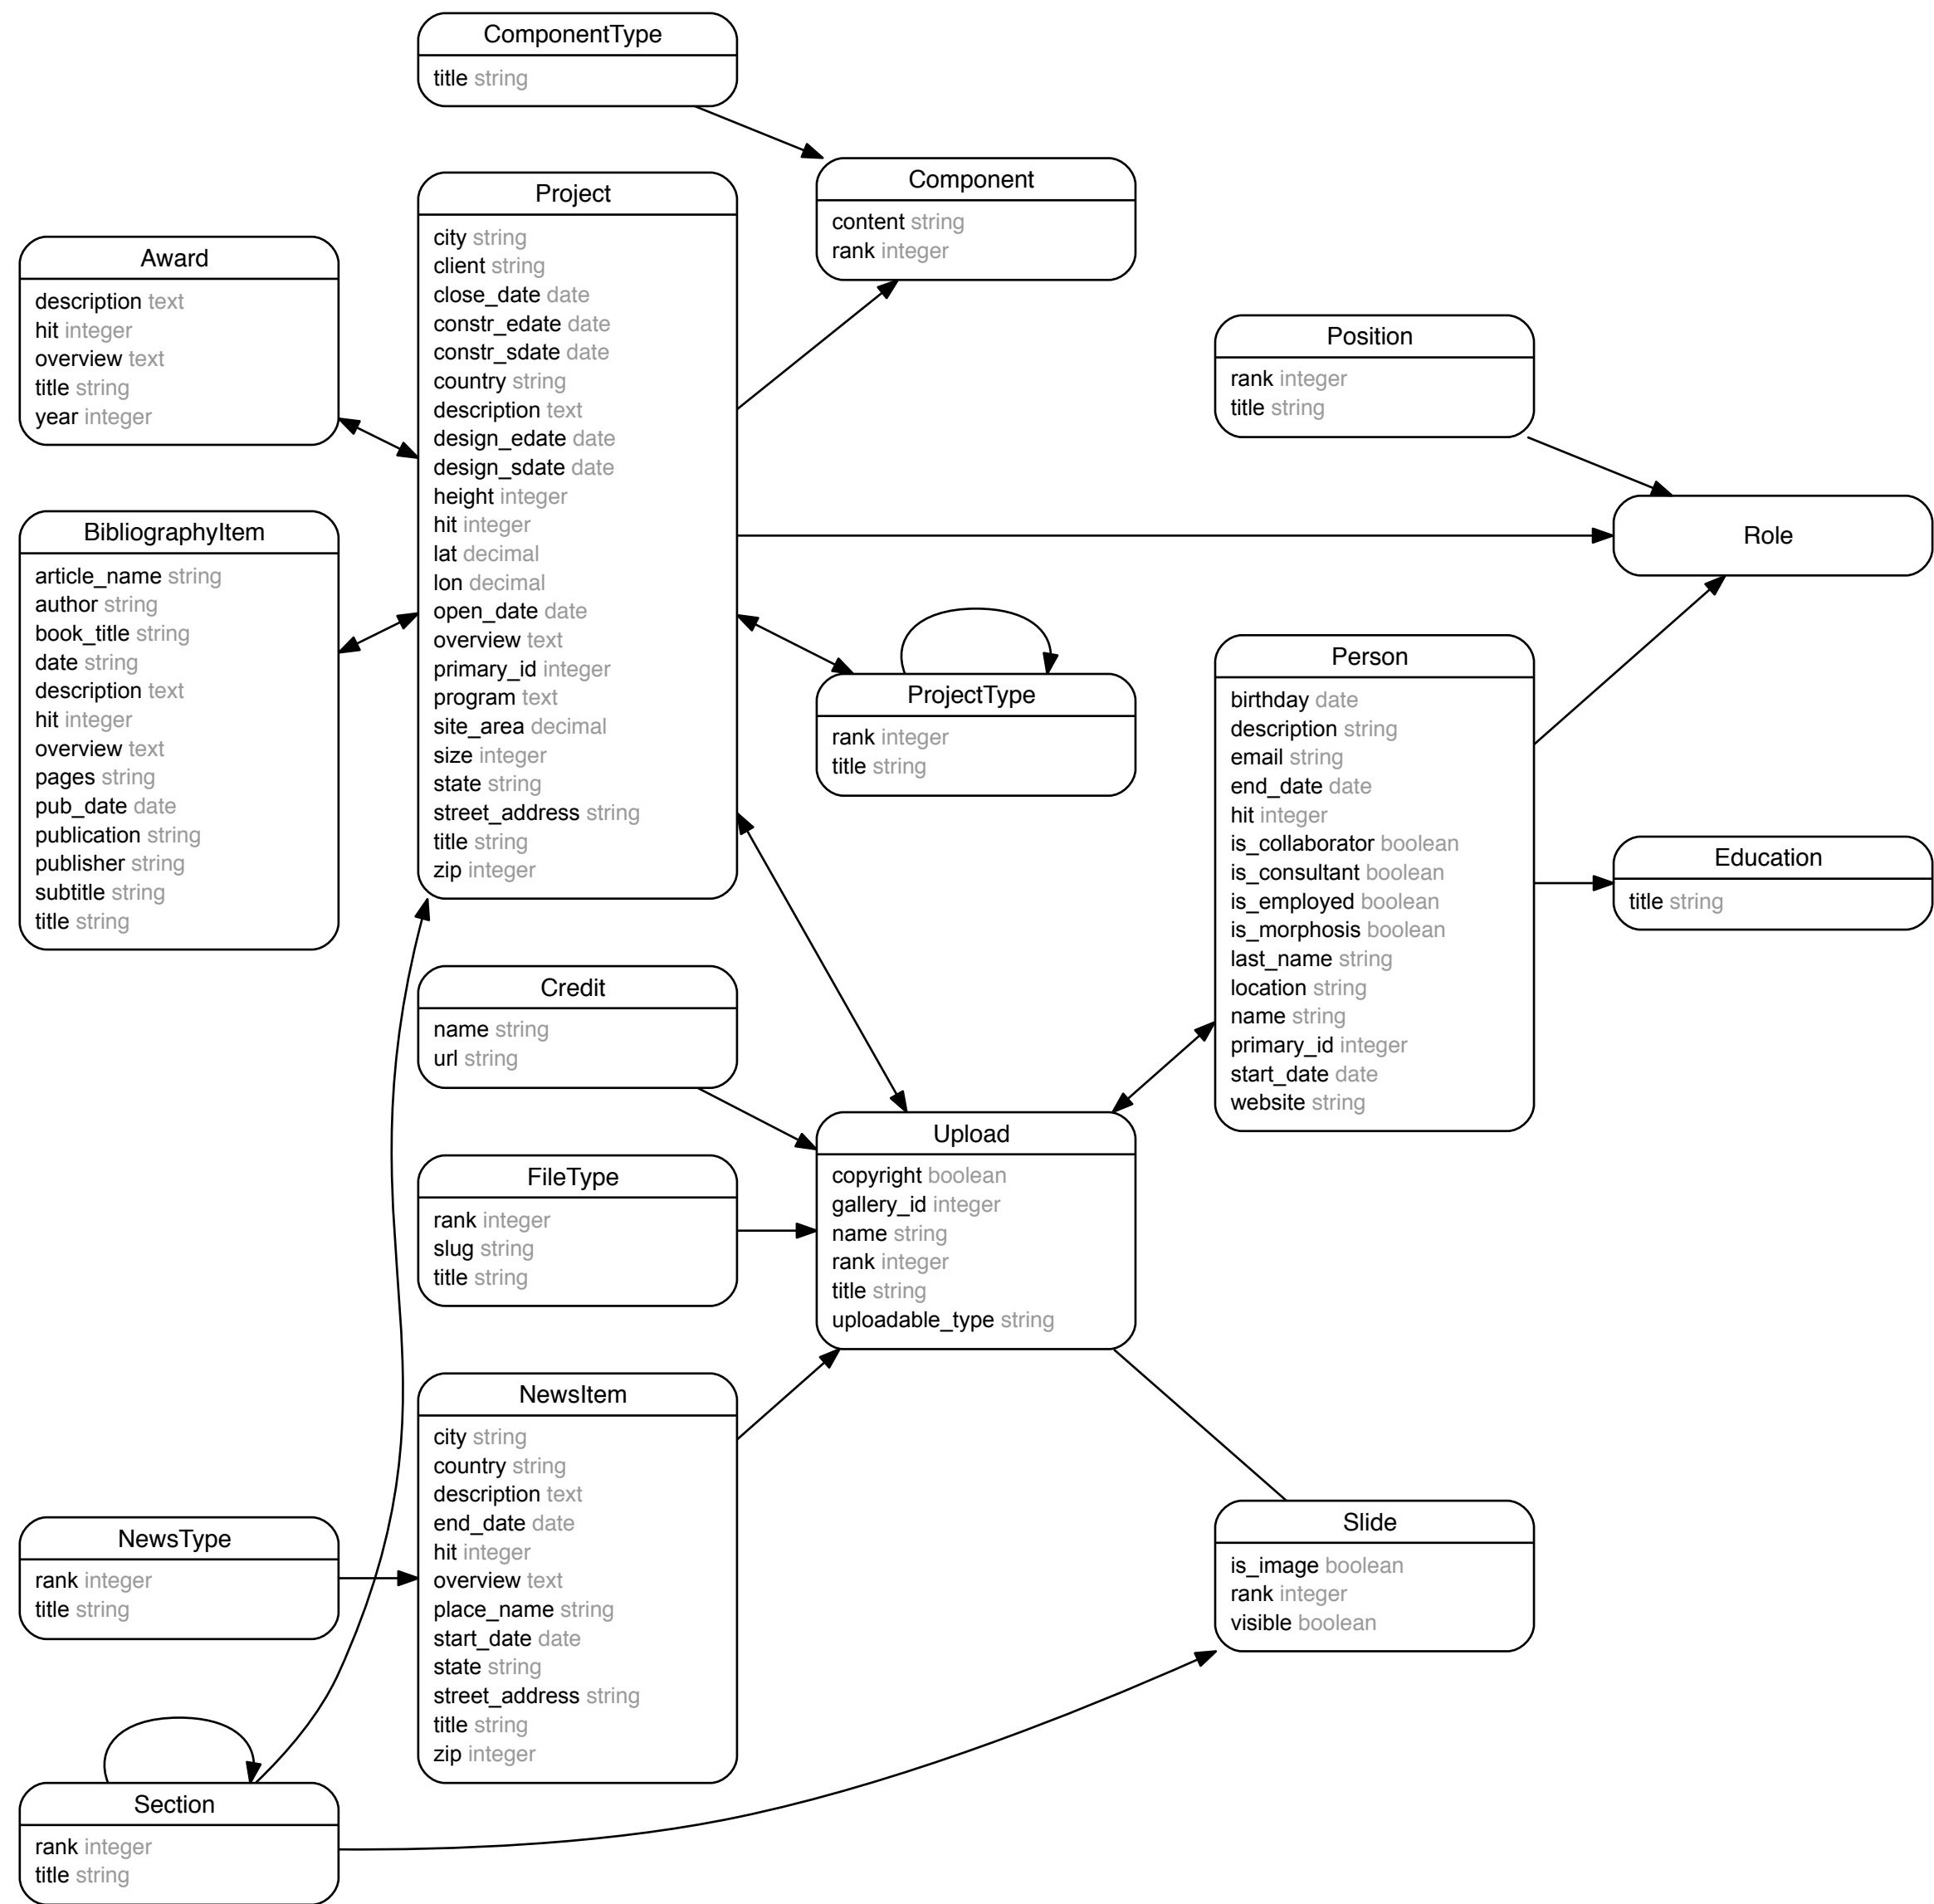 ComponentType
title string
Component
content string
rank integer
Project
city string
client string
close_date date
constr_edate date
constr_sdate date
country string
description text
design_edate date
design_sdate date
height integer
hit integer
lat decimal
lon decimal
open_date date
overview text
primary_id integer
program text
site_area decimal
size integer
state string
street_address string
title string
zip integer
Award
description text
hit integer
overview text
title string
year integer
Position
rank integer
title string
BibliographyItem
article_name string
author string
book_title string
date string
description text
hit integer
overview text
pages string
pub_date date
publication string
publisher string
subtitle string
title string
Role
ProjectType
rank integer
title string
Person
birthday date
description string
email string
end_date date
hit integer
is_collaborator boolean
is_consultant boolean
is_employed boolean
is_morphosis boolean
last_name string
location string
name string
primary_id integer
start_date date
website string
Education
title string
Credit
name string
url string
Upload
copyright boolean
gallery_id integer
name string
rank integer
title string
uploadable_type string
FileType
rank integer
slug string
title string
NewsItem
city string
country string
description text
end_date date
hit integer
overview text
place_name string
start_date date
state string
street_address string
title string
zip integer
NewsType
rank integer
title string
Slide
is_image boolean
rank integer
visible boolean
Section
rank integer
title string